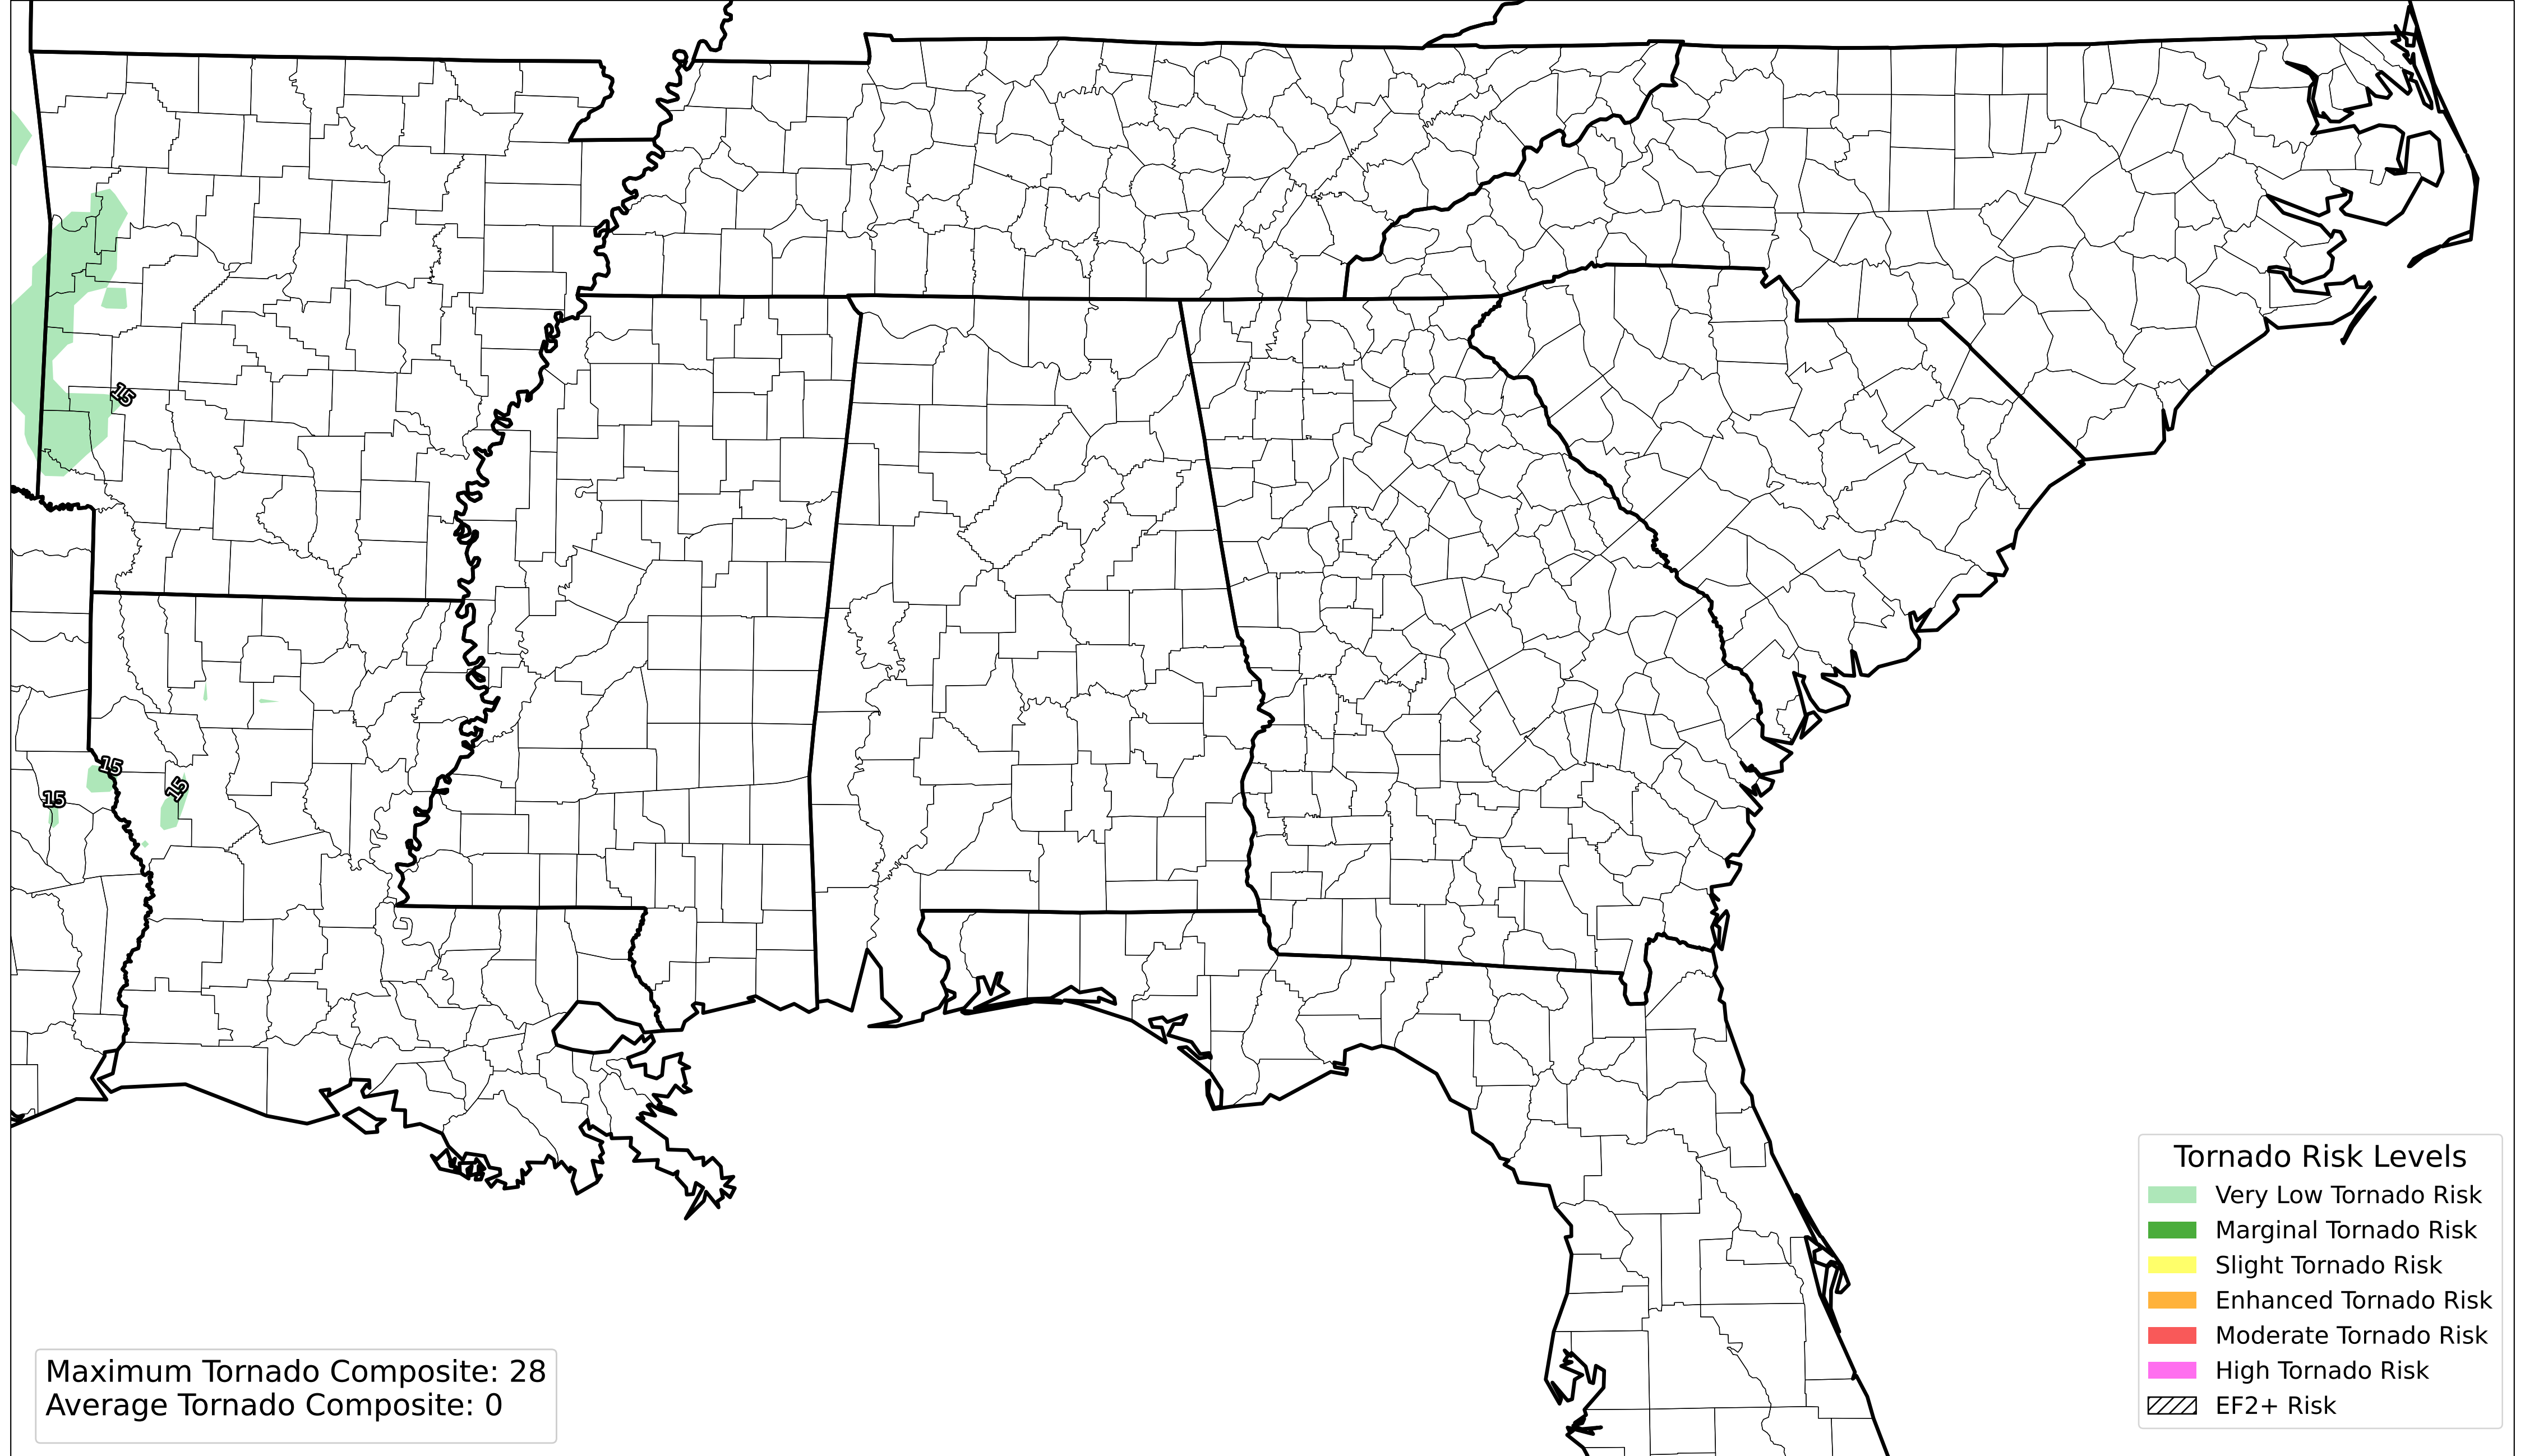 15
15
15
15
Tornado Risk Levels
Very Low Tornado Risk
Marginal Tornado Risk
Slight Tornado Risk
Enhanced Tornado Risk
Moderate Tornado Risk
High Tornado Risk
EF2+ Risk
Maximum Tornado Composite: 28
Average Tornado Composite: 0